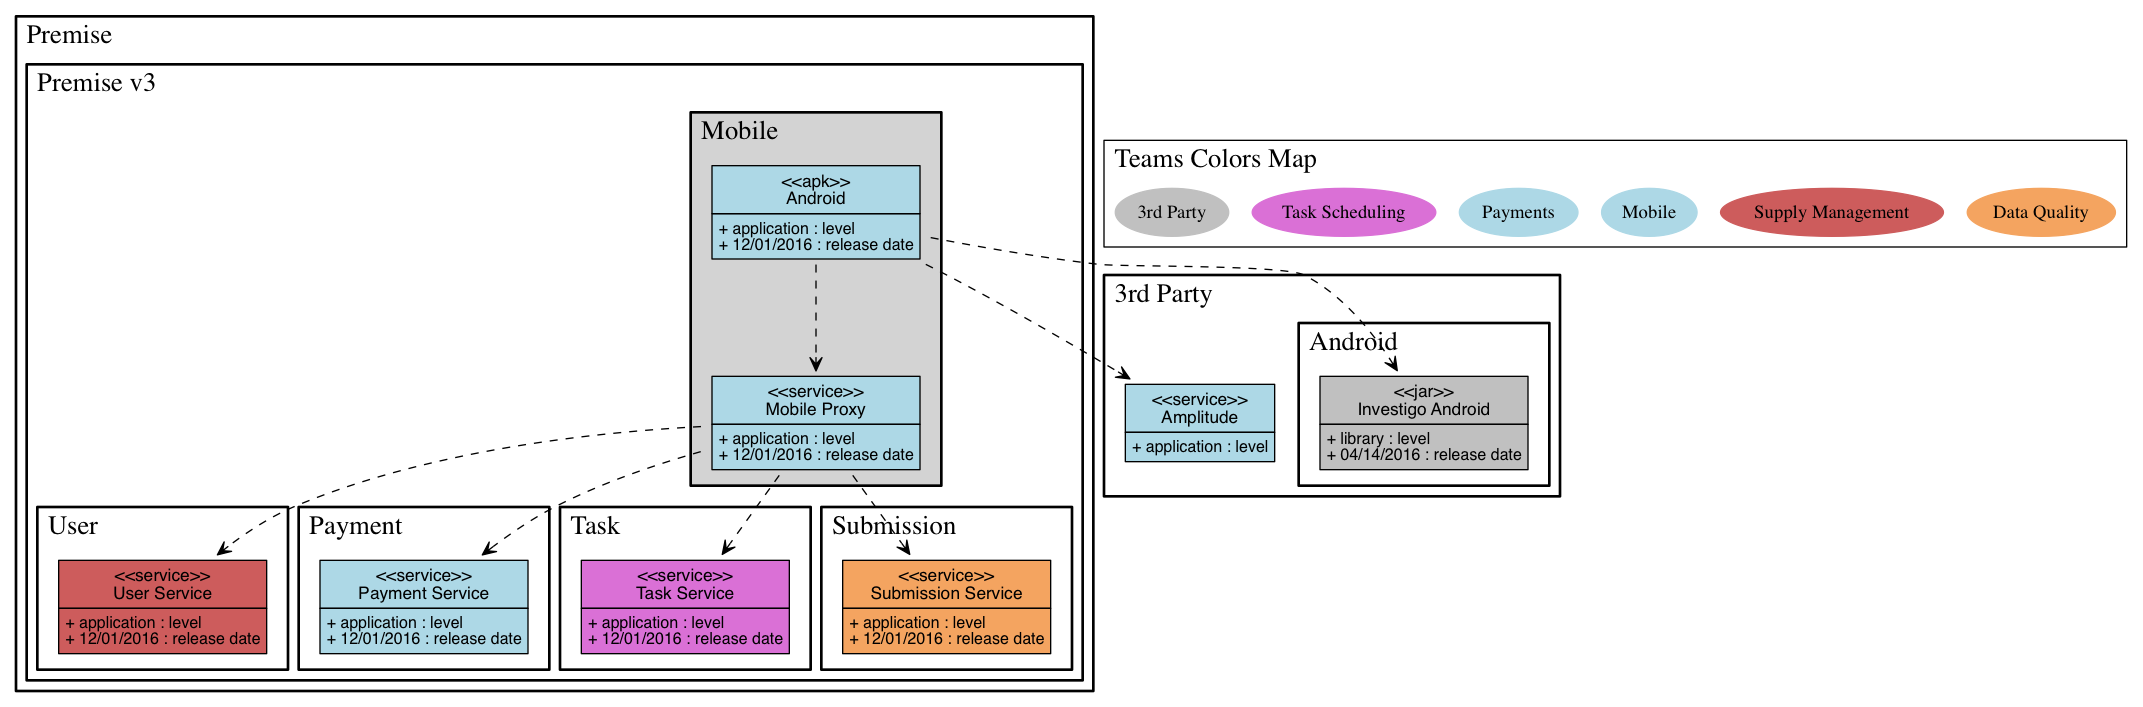 Premise
Premise v3
Mobile
<<apk>>
Android
+ application : level
+ 12/01/2016 : release date
<<service>>
Mobile Proxy
+ application : level
+ 12/01/2016 : release date
User
<<service>>
User Service
+ application : level
+ 12/01/2016 : release date
Payment
<<service>>
Payment Service
+ application : level
+ 12/01/2016 : release date
Task
<<service>>
Task Service
+ application : level
+ 12/01/2016 : release date
Submission
<<service>>
Submission Service
+ application : level
+ 12/01/2016 : release date
Teams Colors Map
3rd Party
Task Scheduling
Payments
Mobile
Supply Management
Data Quality
3rd Party
<<service>>
Amplitude
+ application : level
Android
<<jar>>
Investigo Android
+ library : level
+ 04/14/2016 : release date